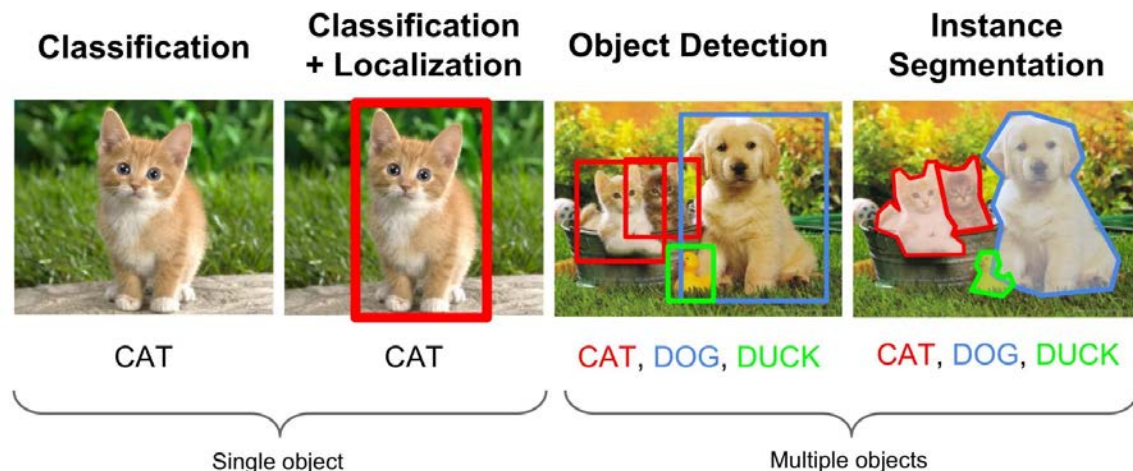 Classification
Classification
+ Localization
Object Detection
Instance
Segmentation
CAT
CAT
CAT, DOG, DUCK
CAT, DOG, DUCK
Single object
Multiple objects